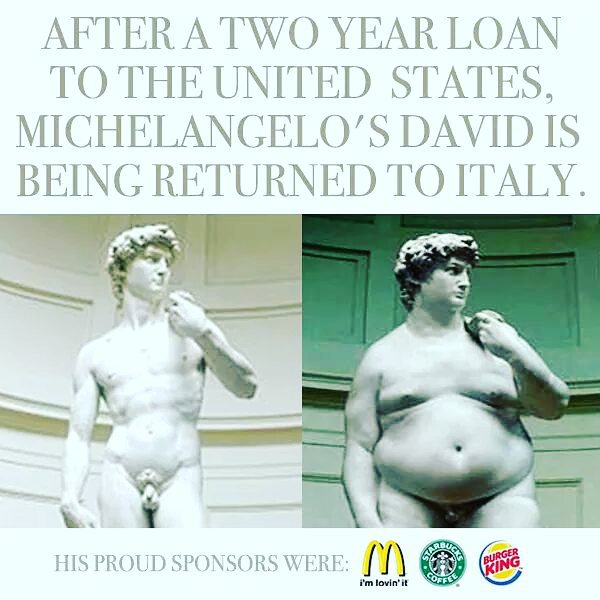 AFTER A TWO YEAR LOAN
TO THE UNITED STATES,
MICHELANGELO'S DAVID IS
BEING RETURNED TO ITALY.
HIS PROUD SPONSORS WERE:
i'm lovin' it
STARBUCKS
COFFEE
BURGER
KING